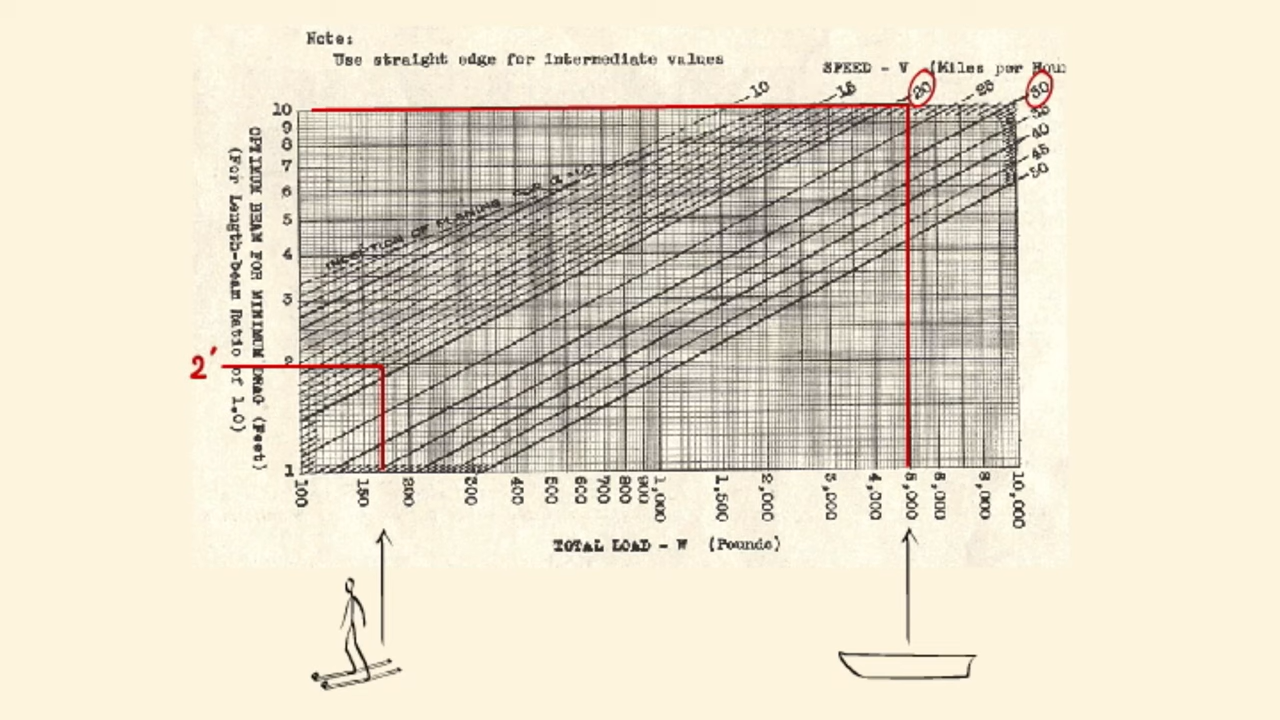 Note:
Use straight edge for intermediate values
SPEED - V (Miles per Hour
10 15 20 25 30
35
40
45
50
10
9
8
7
6
5
4
3
2
1
2'
OPTIMUM BEAM FOR MINIMUM DRAG (Feet)
(For Length-beam Ratio of 1.0)
INCEPTION OF PLANING FOR
100 150 200 300 400 500 600 700 800 900 1,000 1,500 2,000 3,000 4,000 5,000 6,000 8,000 10,000
TOTAL LOAD - W (Pounds)